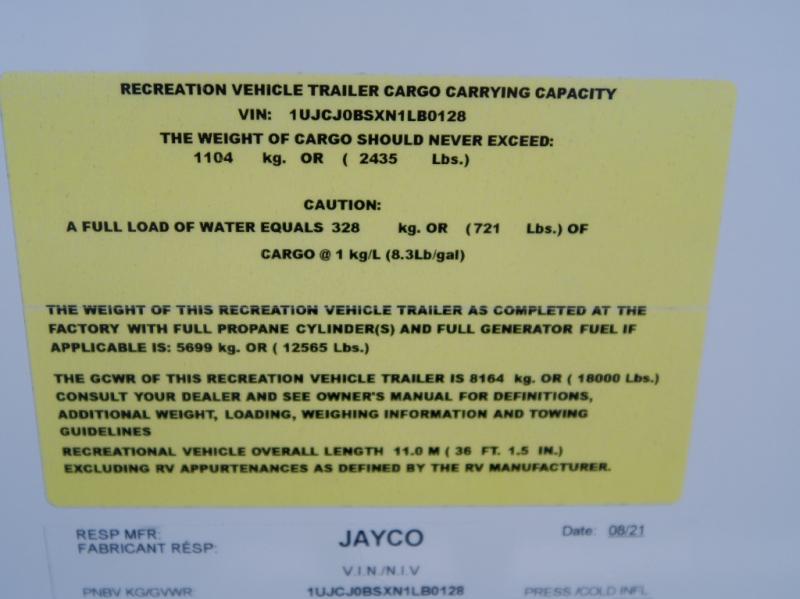 RECREATION VEHICLE TRAILER CARGO CARRYING CAPACITY
VIN: 1UJCJ0BSXN1LB0128
THE WEIGHT OF CARGO SHOULD NEVER EXCEED:
1104 kg. OR ( 2435 Lbs.)
CAUTION:
A FULL LOAD OF WATER EQUALS 328 kg. OR (721 Lbs.) OF
CARGO @ 1 kg/L (8.3Lb/gal)
THE WEIGHT OF THIS RECREATION VEHICLE TRAILER AS COMPLETED AT THE
FACTORY WITH FULL PROPANE CYLINDER(S) AND FULL GENERATOR FUEL IF
APPLICABLE IS: 5699 kg. OR ( 12565 Lbs.)
THE GCWR OF THIS RECREATION VEHICLE TRAILER IS 8164 kg. OR ( 18000 Lbs.)
CONSULT YOUR DEALER AND SEE OWNER'S MANUAL FOR DEFINITIONS,
ADDITIONAL WEIGHT, LOADING, WEIGHING INFORMATION AND TOWING
GUIDELINES
RECREATIONAL VEHICLE OVERALL LENGTH 11.0 M ( 36 FT. 1.5 IN.)
EXCLUDING RV APPURTENANCES AS DEFINED BY THE RV MANUFACTURER.
RESP MFR: JAYCO Date: 08/21
FABRICANT RÉSP:
V.I.N./N.I.V
PNBV KG/GVWR 1UJCJ0BSXN1LB0128 PRESS /COLD INFL